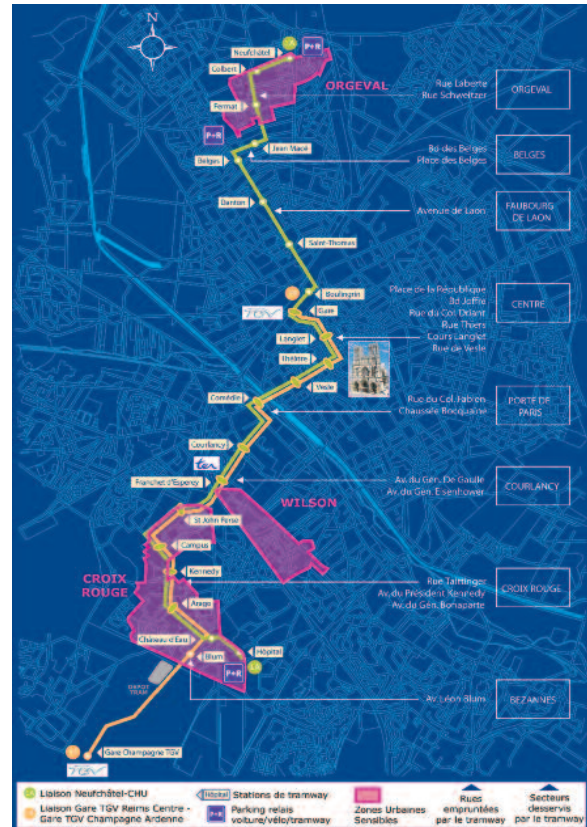 N
Neufchâtel
P+R
Colbert
ORGEVAL
Fermat
P+R
Jean Macé
Belges
Danton
Saint-Thomas
Boulingrin
TGV
Gare
Langlet
Théâtre
Vesle
Comédie
Courlancy
ter
Franchet d'Esperey
WILSON
St John Perse
Campus
CROIX
ROUGE
Kennedy
Arago
Château d'Eau
Hôpital
Blum
P+R
DEPOT
TRAM
Gare Champagne TGV
TGV
Rue Labertte
Rue Schweitzer
ORGEVAL
Bd des Belges
Place des Belges
BELGES
Avenue de Laon
FAUBOURG
DE LAON
Place de la République
Bd Joffre
Rue du Col. Driant
Rue Thiers
Cours Langlet
Rue de Vesle
CENTRE
Rue du Col. Fabien
Chaussée Bocquaine
PORTE DE
PARIS
Av. du Gén. De Gaulle
Av. du Gén. Eisenhower
COURLANCY
Rue Taittinger
Av. du Président Kennedy
Av. du Gén. Bonaparte
CROIX ROUGE
Av. Léon Blum
BEZANNES
Liaison Neufchâtel-CHU
Liaison Gare TGV Reims Centre -
Gare TGV Champagne Ardenne
Hôpital
Stations de tramway
P+R
Parking relais
voiture/vélo/tramway
Zones Urbaines
Sensibles
Rues
empruntées
par le tramway
Secteurs
desservis
par le tramway